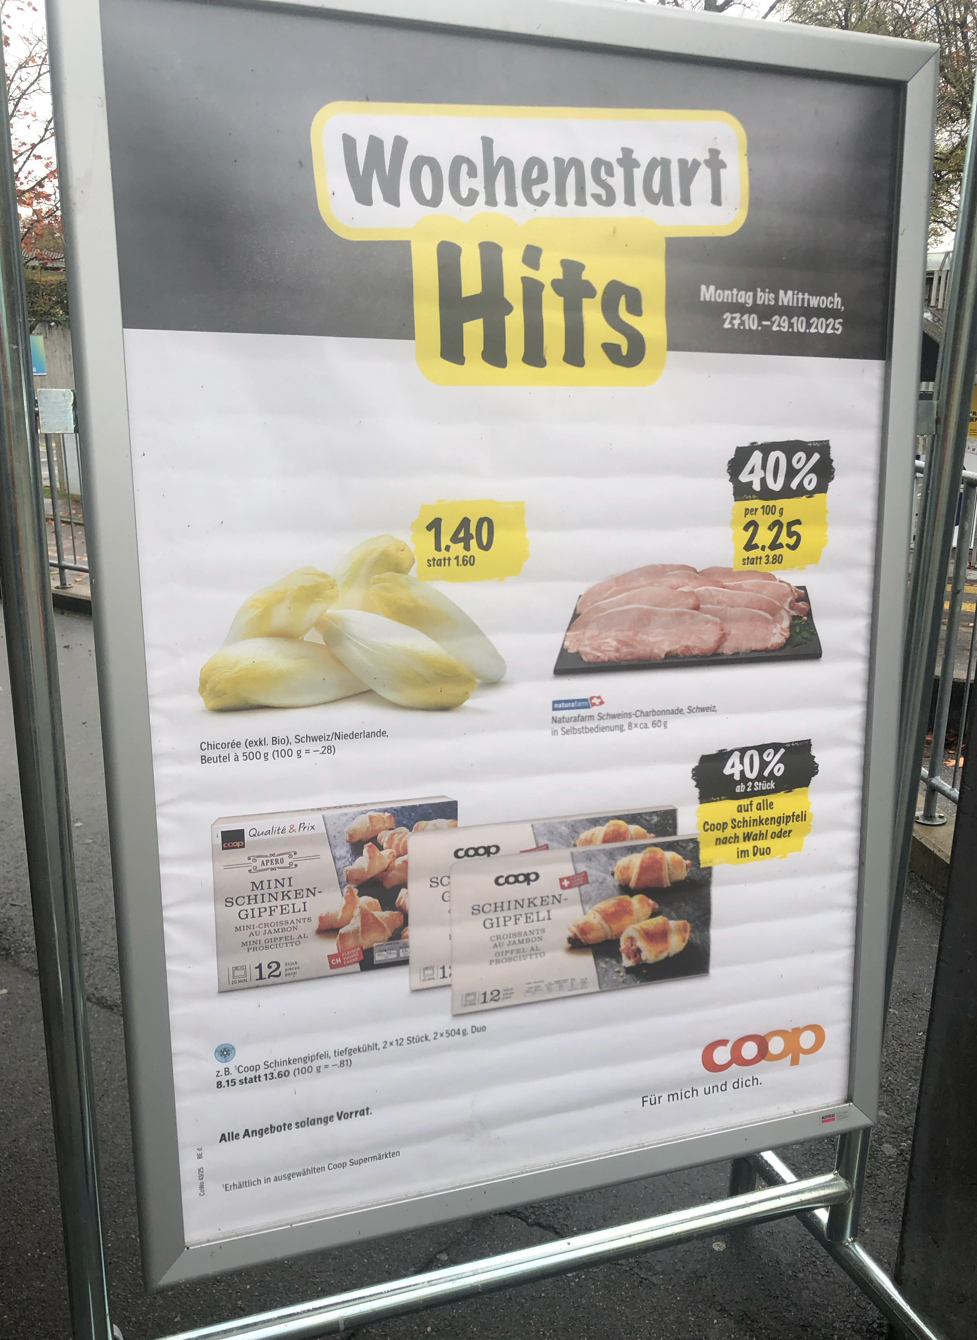 Wochenstart
Hits
Montag bis Mittwoch,
27.10.–29.10.2025
1.40
statt 1.60
40%
per 100 g
2.25
statt 3.80
Chicorée (exkl. Bio), Schweiz/Niederlande,
Beutel à 500 g (100 g = –.28)
naturafarm
Naturafarm Schweins-Charbonnade, Schweiz,
in Selbstbedienung, 8 × ca. 60 g
40%
ab 2 Stück
auf alle
Coop Schinkengipfeli
nach Wahl oder
im Duo
coop
Qualité & Prix
APERO
MINI
SCHINKEN-
GIPFELI
MINI-CROISSANTS
AU JAMBON
MINI GIPFEL AL
PROSCIUTTO
12
CH
coop
SC
G
12
coop
SCHINKEN-
GIPFELI
CROISSANTS
AU JAMBON
GIPFEL AL
PROSCIUTTO
12
z.B. ¹Coop Schinkengipfeli, tiefgekühlt, 2 × 12 Stück, 2 × 504 g, Duo
8.15 statt 13.60 (100 g = –.81)
coop
Für mich und dich.
Alle Angebote solange Vorrat.
¹Erhältlich in ausgewählten Coop Supermärkten